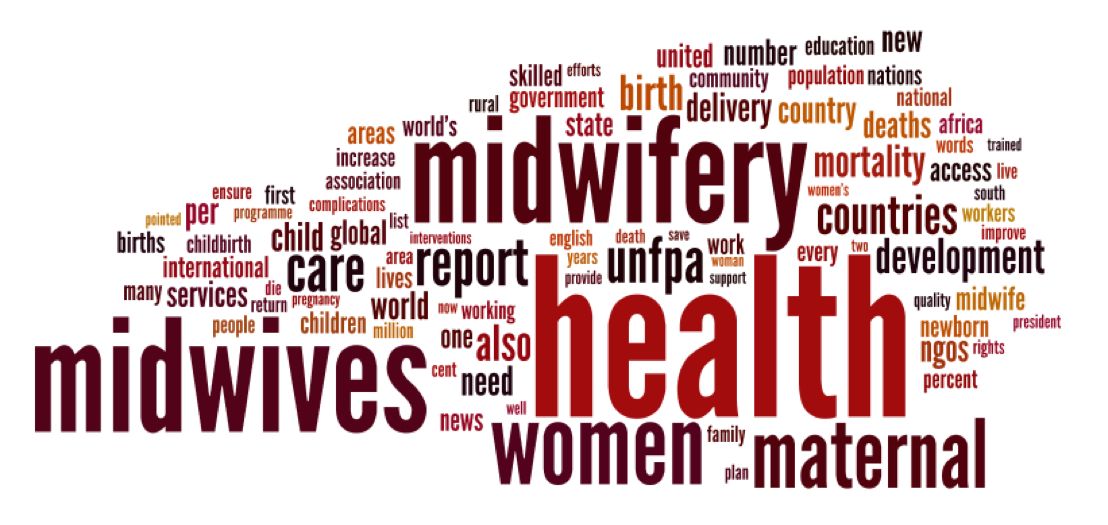 new
united number education
skilled efforts community population nations
rural government birth delivery country national
areas world's state deaths africa
increase midwifery mortality words trained
association access live
ensure first complications women's south
pointed per programme list countries workers
births childbirth child global interventions english death save work every two improve
international care area report years unfpa woman development
many services die lives provide support
return pregnancy world now working health quality midwife
people children million one also newborn president
midwives cent need ngos rights
percent
news well
women family maternal
plan